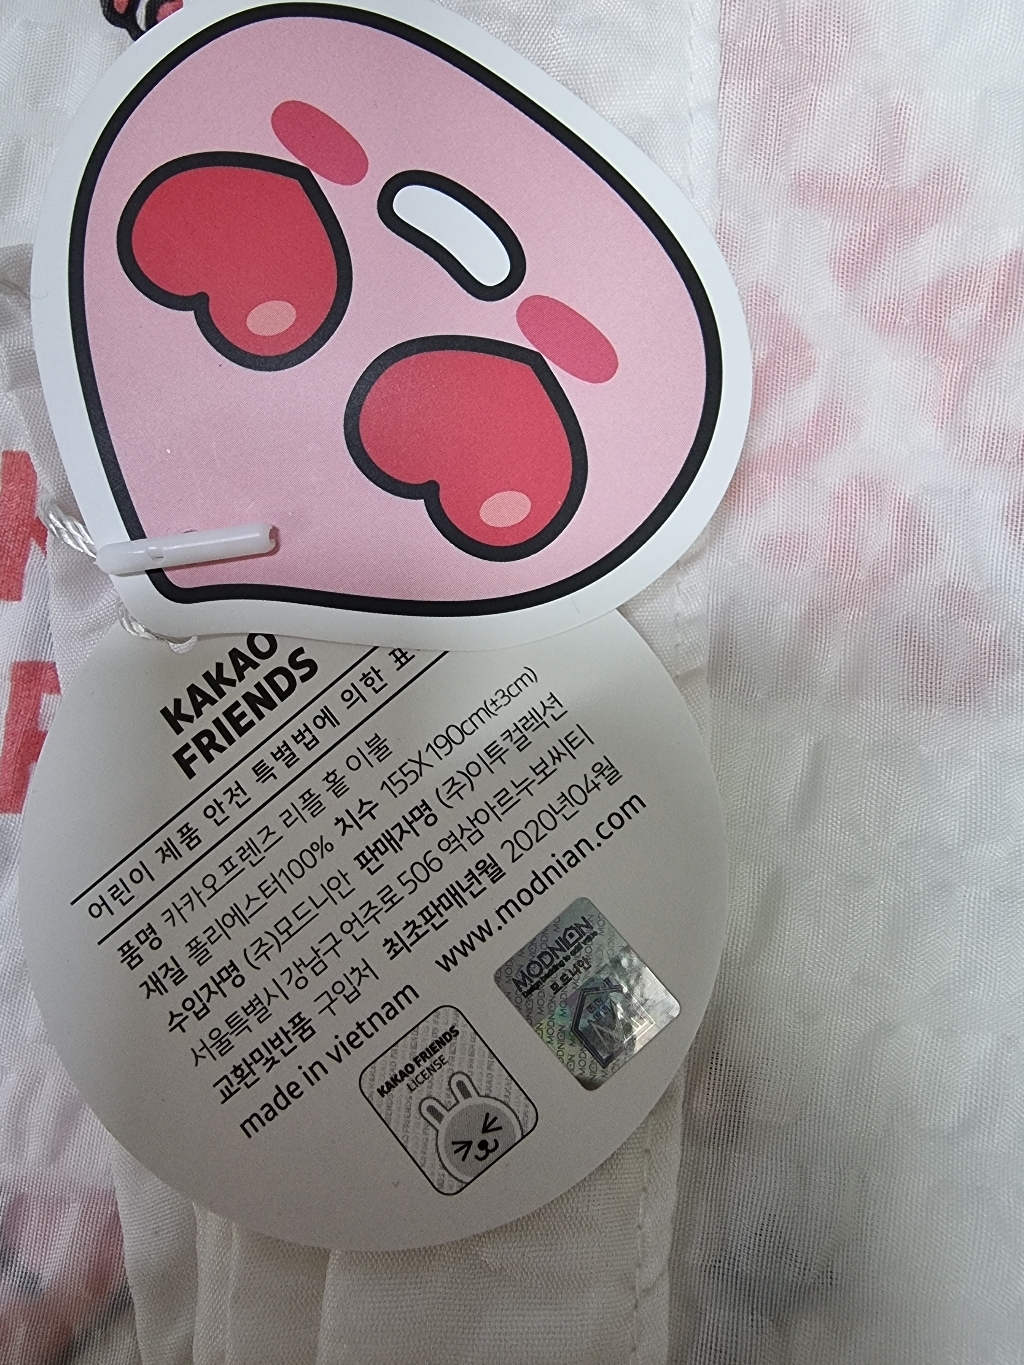 KAKAO
FRIENDS
어린이 제품 안전 특별법에 의한 표
품명 카카오프렌즈 리플 홑 이불
재질 폴리에스터100% 치수 155X190cm(±3cm)
수입자명 (주)모드니안 판매자명 (주)이투컬렉션
서울특별시 강남구 언주로 506 역삼아르누보씨티
교환및반품 구입처 최초판매년월 2020년04월
made in vietnam www.modnian.com
KAKAO FRIENDS
LICENSE
MODNIAN
모드니안